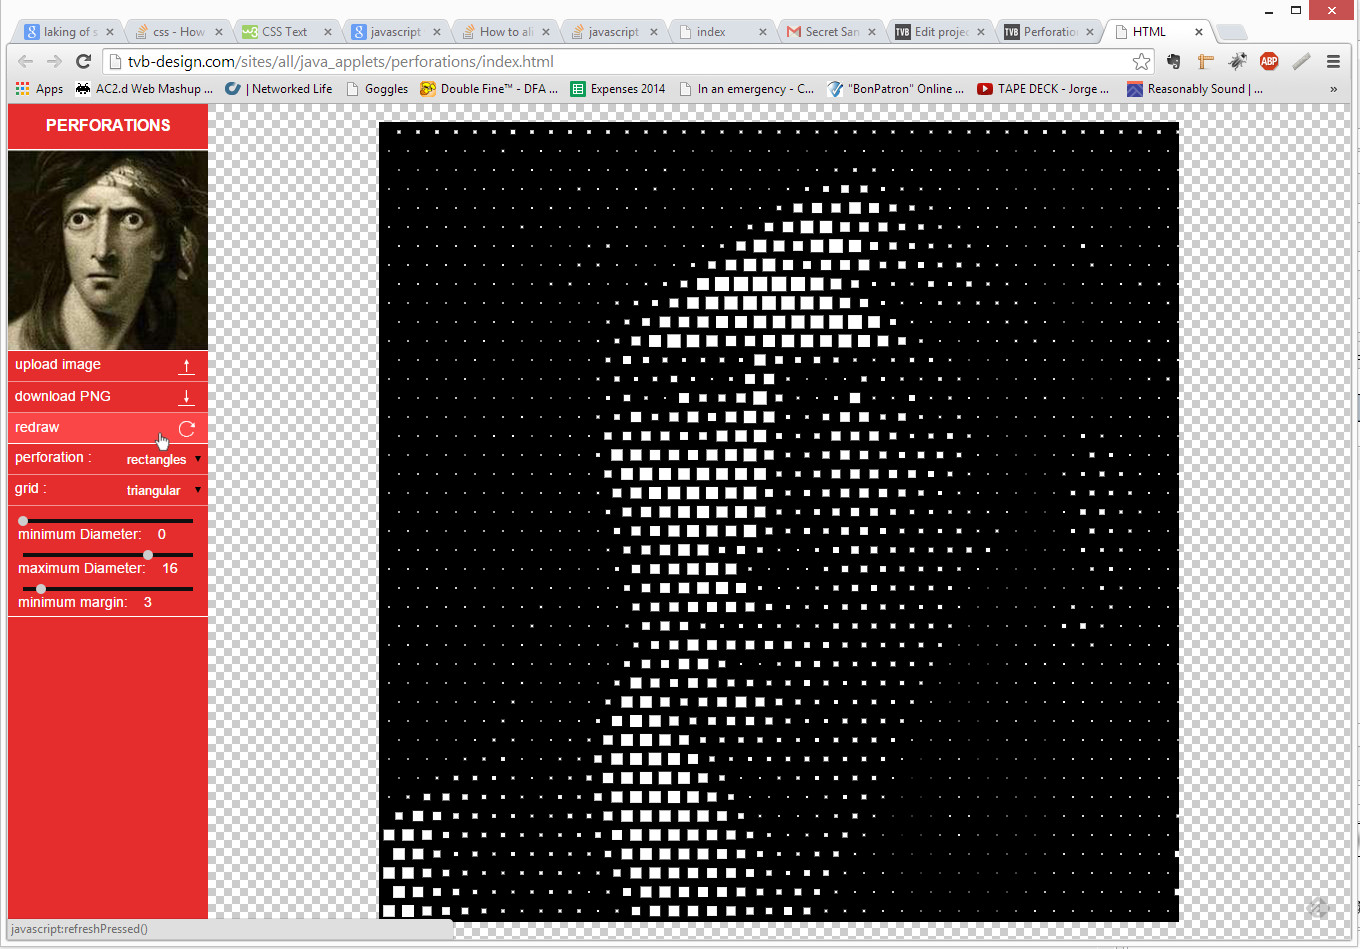 laking of s
css - How
CSS Text
javascript
How to ali
javascript
index
Secret San
Edit projec
Perforatio
HTML
tvb-design.com/sites/all/java_applets/perforations/index.html
Apps
AC2.d Web Mashup ...
| Networked Life
Goggles
Double Fine™ - DFA ...
Expenses 2014
In an emergency - C...
"BonPatron" Online ...
TAPE DECK - Jorge ...
Reasonably Sound | ...
»
PERFORATIONS
upload image
download PNG
redraw
perforation : rectangles
grid : triangular
minimum Diameter: 0
maximum Diameter: 16
minimum margin: 3
javascript:refreshPressed()